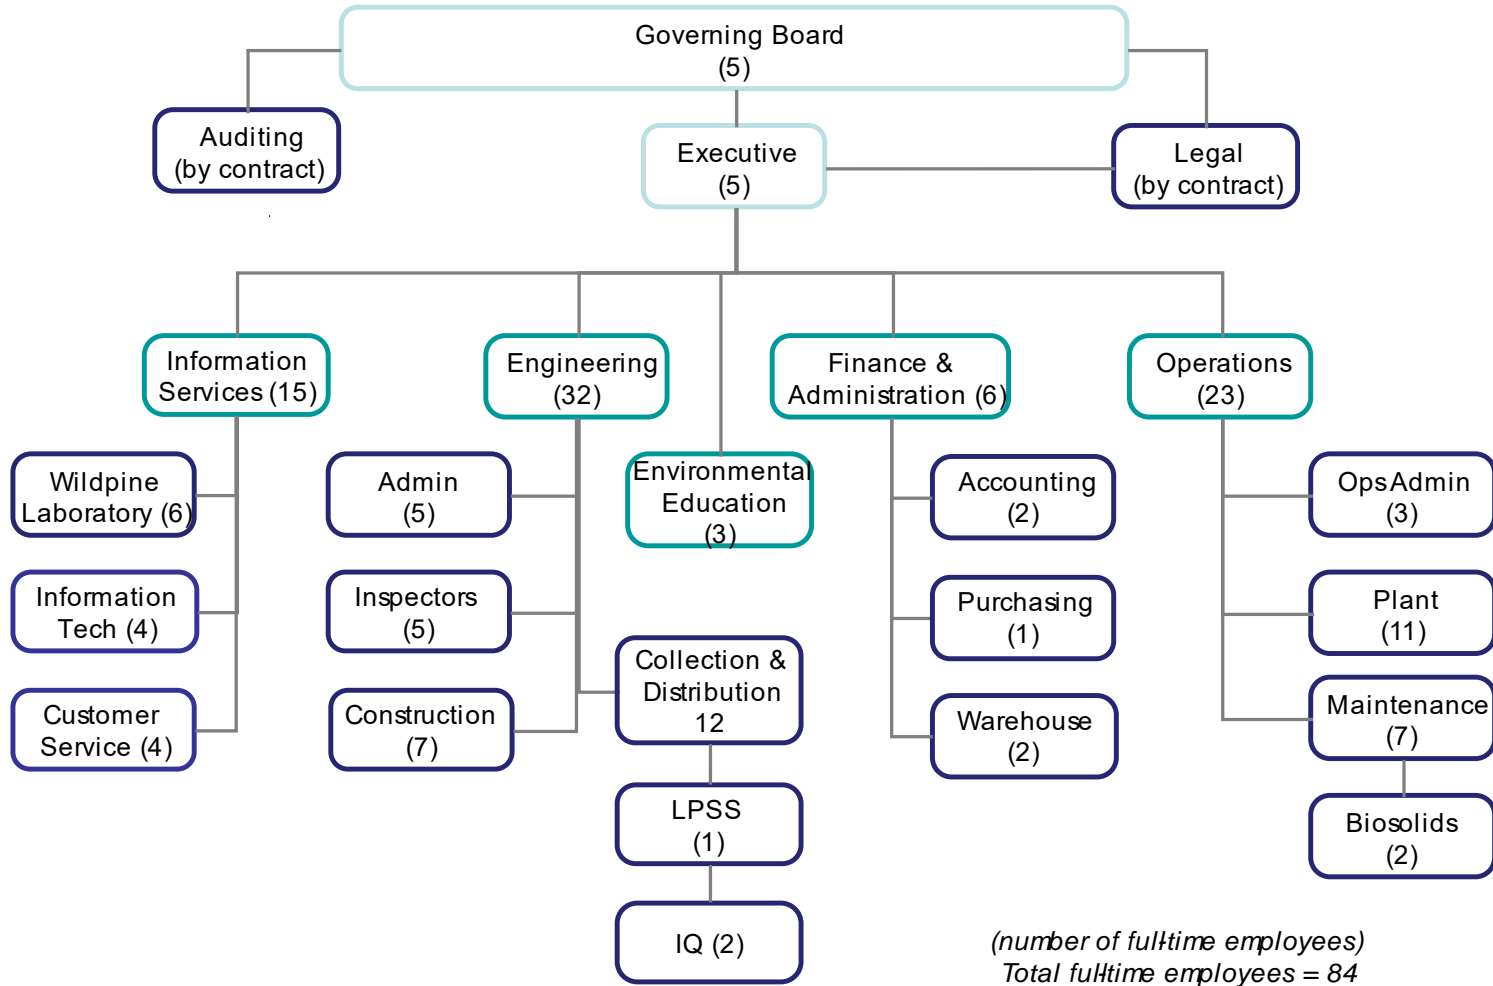 Governing Board
(5)
Auditing
(by contract)
Executive
(5)
Legal
(by contract)
Information
Services (15)
Engineering
(32)
Finance &
Administration (6)
Operations
(23)
Wildpine
Laboratory (6)
Admin
(5)
Environmental
Education
(3)
Accounting
(2)
Ops Admin
(3)
Information
Tech (4)
Inspectors
(5)
Purchasing
(1)
Plant
(11)
Collection &
Distribution
12
Customer
Service (4)
Construction
(7)
Warehouse
(2)
Maintenance
(7)
LPSS
(1)
Biosolids
(2)
IQ (2)
(number of full-time employees)
Total full-time employees = 84